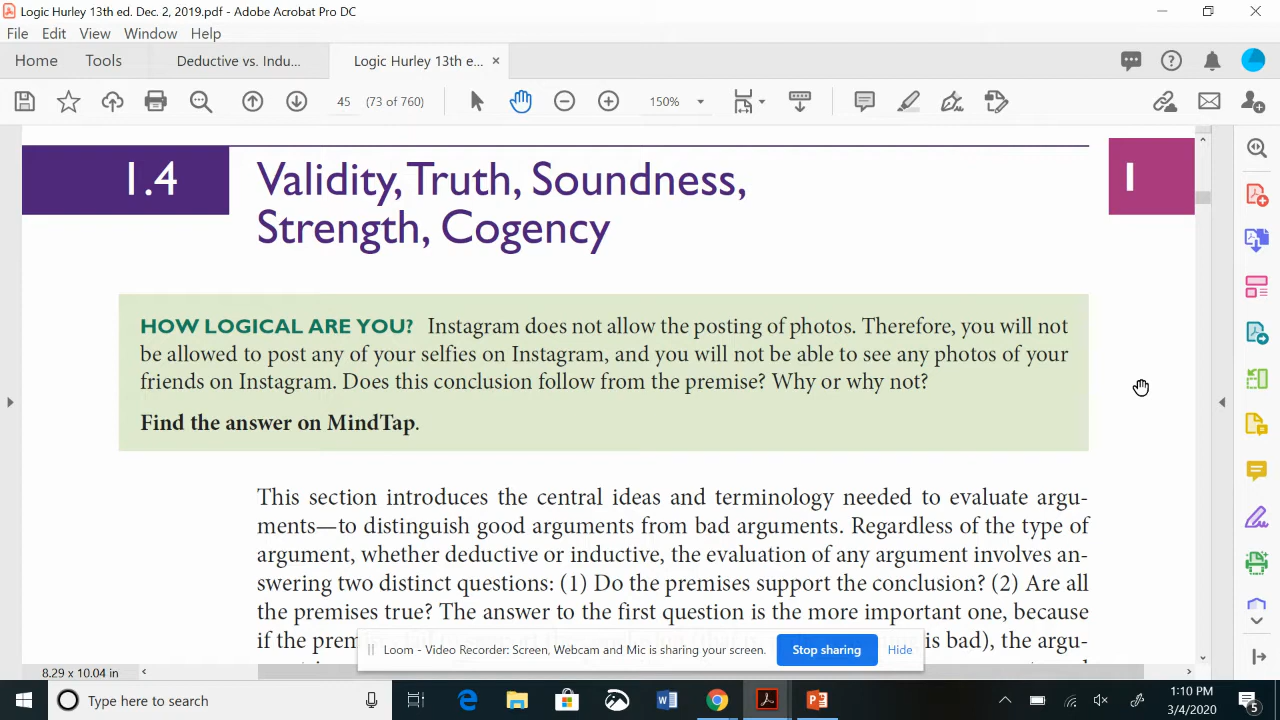 Logic Hurley 13th ed. Dec. 2, 2019.pdf - Adobe Acrobat Pro DC
File Edit View Window Help
Home Tools Deductive vs. Indu... Logic Hurley 13th e... ×
45 (73 of 760) 150%
1.4 Validity, Truth, Soundness,
Strength, Cogency
1
HOW LOGICAL ARE YOU? Instagram does not allow the posting of photos. Therefore, you will not
be allowed to post any of your selfies on Instagram, and you will not be able to see any photos of your
friends on Instagram. Does this conclusion follow from the premise? Why or why not?
Find the answer on MindTap.
This section introduces the central ideas and terminology needed to evaluate argu-
ments—to distinguish good arguments from bad arguments. Regardless of the type of
argument, whether deductive or inductive, the evaluation of any argument involves an-
swering two distinct questions: (1) Do the premises support the conclusion? (2) Are all
the premises true? The answer to the first question is the more important one, because
if the is bad), the argu-
Loom - Video Recorder: Screen, Webcam and Mic is sharing your screen. Stop sharing Hide
8.29 x 10.04 in
Type here to search
1:10 PM
3/4/2020
5